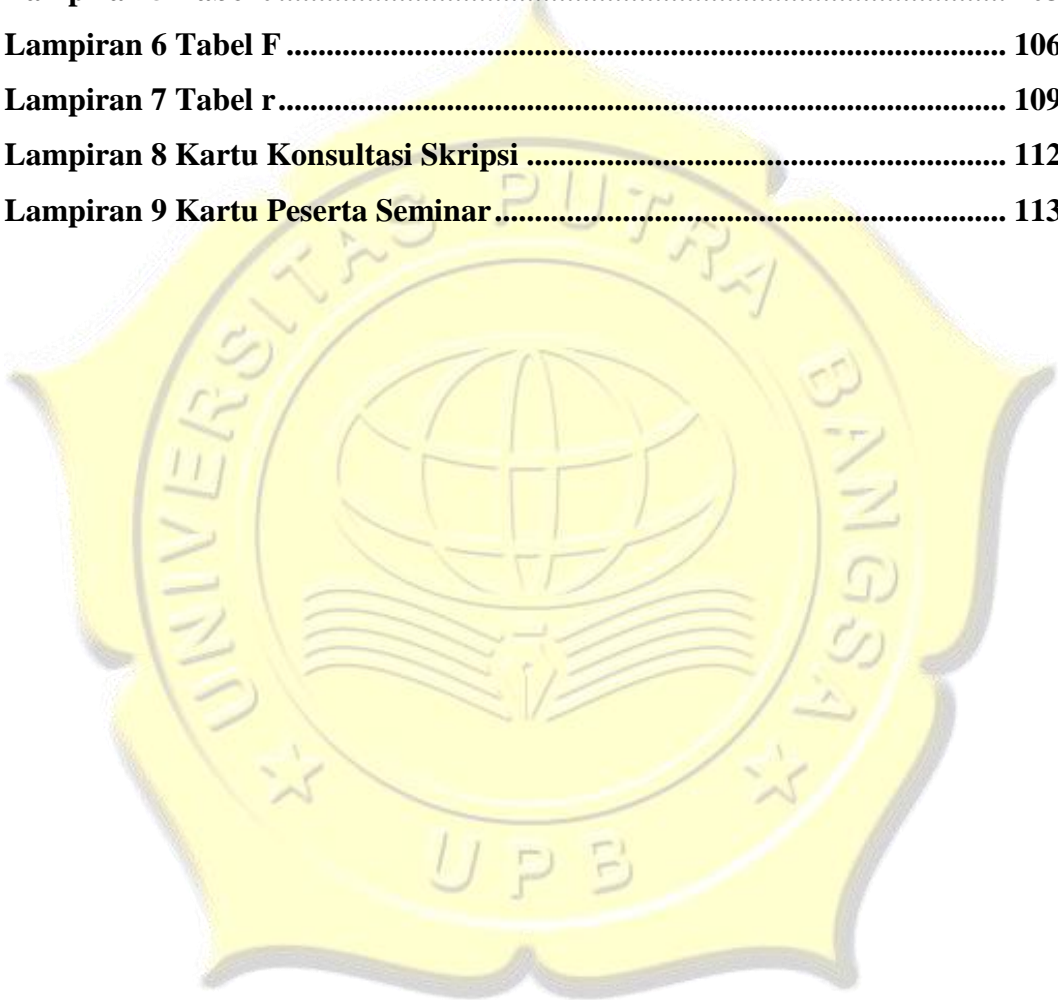 Lampiran 6 Tabel F ........................................................................................... 106
Lampiran 7 Tabel r ............................................................................................ 109
Lampiran 8 Kartu Konsultasi Skripsi ............................................................. 112
Lampiran 9 Kartu Peserta Seminar ................................................................. 113
UNIVERSITAS PUTRA BANGSA
UPB